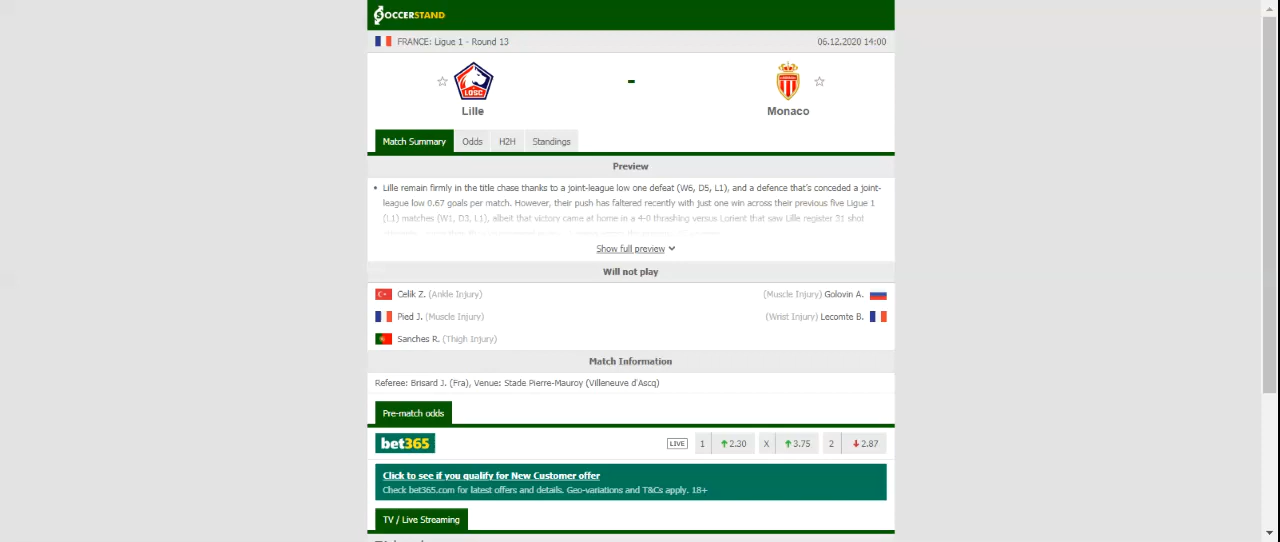 SOCCERSTAND
FRANCE: Ligue 1 - Round 13 06.12.2020 14:00
LOSC
-
Lille Monaco
Match Summary Odds H2H Standings
Preview
Lille remain firmly in the title chase thanks to a joint-league low one defeat (W6, D5, L1), and a defence that's conceded a joint-
league low 0.67 goals per match. However, their push has faltered recently with just one win across their previous five Ligue 1
(L1) matches (W1, D3, L1), albeit that victory came at home in a 4-0 thrashing versus Lorient that saw Lille register 31 shot
Show full preview
Will not play
Celik Z. (Ankle Injury) (Muscle Injury) Golovin A.
Pied J. (Muscle Injury) (Wrist Injury) Lecomte B.
Sanches R. (Thigh Injury)
Match Information
Referee: Brisard J. (Fra), Venue: Stade Pierre-Mauroy (Villeneuve d'Ascq)
Pre-match odds
bet365 LIVE 1 2.30 X 3.75 2 2.87
Click to see if you qualify for New Customer offer
Check bet365.com for latest offers and details. Geo-variations and T&Cs apply. 18+
TV / Live Streaming